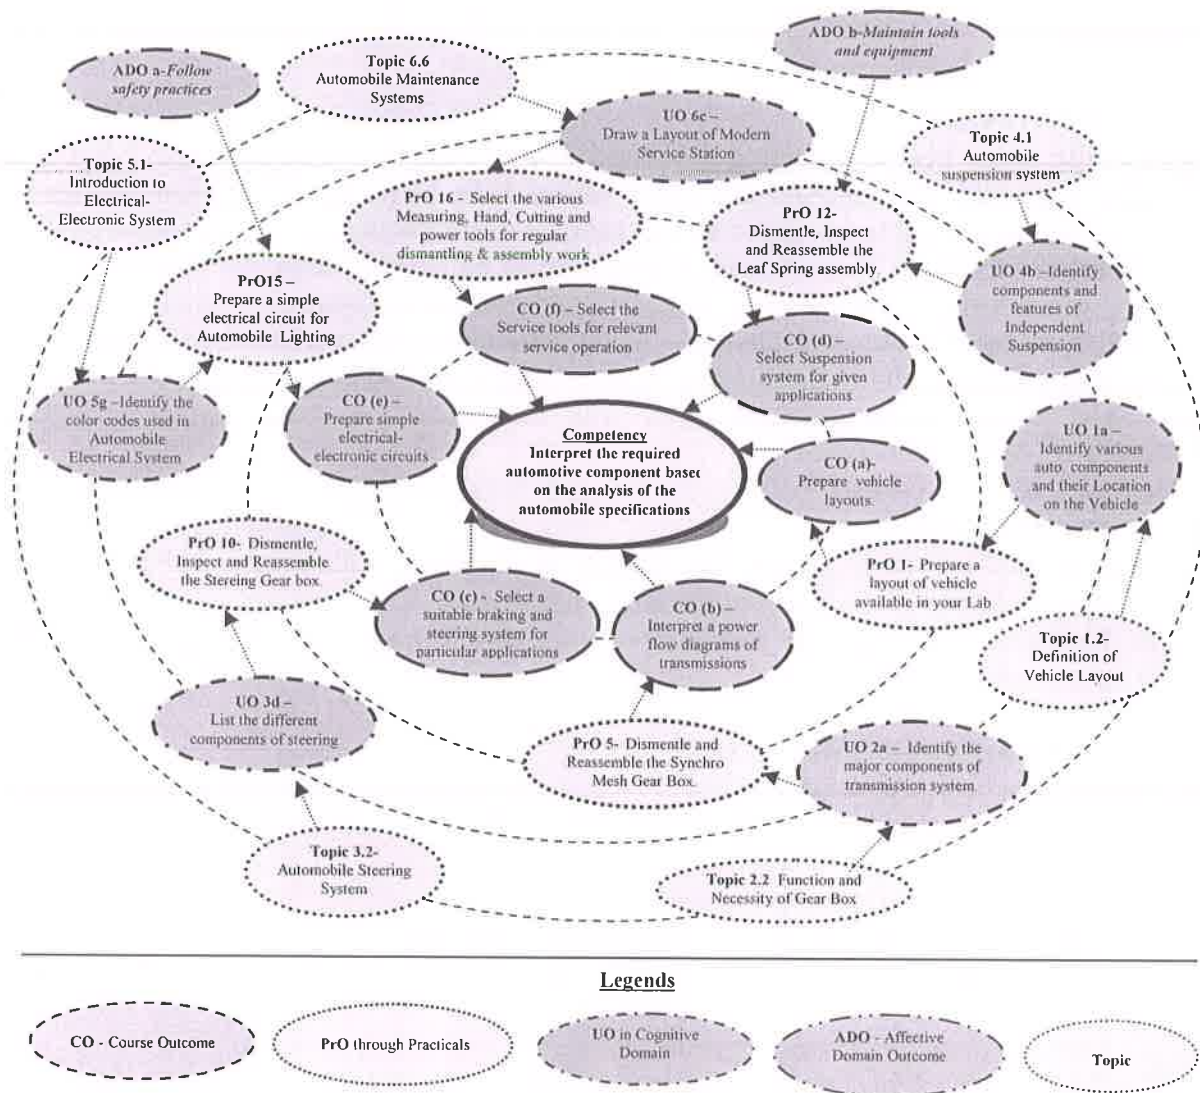 ADO a-Follow
safety practices
Topic 6.6
Automobile Maintenance
Systems
ADO b-Maintain tools
and equipment
UO 6c –
Draw a Layout of Modern
Service Station
Topic 4.1
Automobile
suspension system
Topic 5.1-
Introduction to
Electrical-
Electronic System
PrO 16 - Select the various
Measuring, Hand, Cutting and
power tools for regular
dismantling & assembly work
PrO 12-
Dismentle, Inspect
and Reassemble the
Leaf Spring assembly
UO 4b –Identify
components and
features of
Independent
Suspension
PrO15 –
Prepare a simple
electrical circuit for
Automobile Lighting
CO (f) – Select the
Service tools for relevant
service operation
CO (d) –
Select Suspension
system for given
applications
UO 5g –Identify the
color codes used in
Automobile
Electrical System
CO (e) –
Prepare simple
electrical-
electronic circuits
Competency
Interpret the required
automotive component based
on the analysis of the
automobile specifications
CO (a)-
Prepare vehicle
layouts.
UO 1a –
Identify various
auto components
and their Location
on the Vehicle
PrO 10- Dismentle,
Inspect and Reassemble
the Stereing Gear box.
CO (c) - Select a
suitable braking and
steering system for
particular applications
CO (b) –
Interpret a power
flow diagrams of
transmissions
PrO 1- Prepare a
layout of vehicle
available in your Lab
Topic 1.2-
Definition of
Vehicle Layout
UO 3d –
List the different
components of steering
PrO 5- Dismentle and
Reassemble the Synchro
Mesh Gear Box.
UO 2a – Identify the
major components of
transmission system.
Topic 3.2-
Automobile Steering
System
Topic 2.2 Function and
Necessity of Gear Box
Legends
CO - Course Outcome
PrO through Practicals
UO in Cognitive
Domain
ADO - Affective
Domain Outcome
Topic